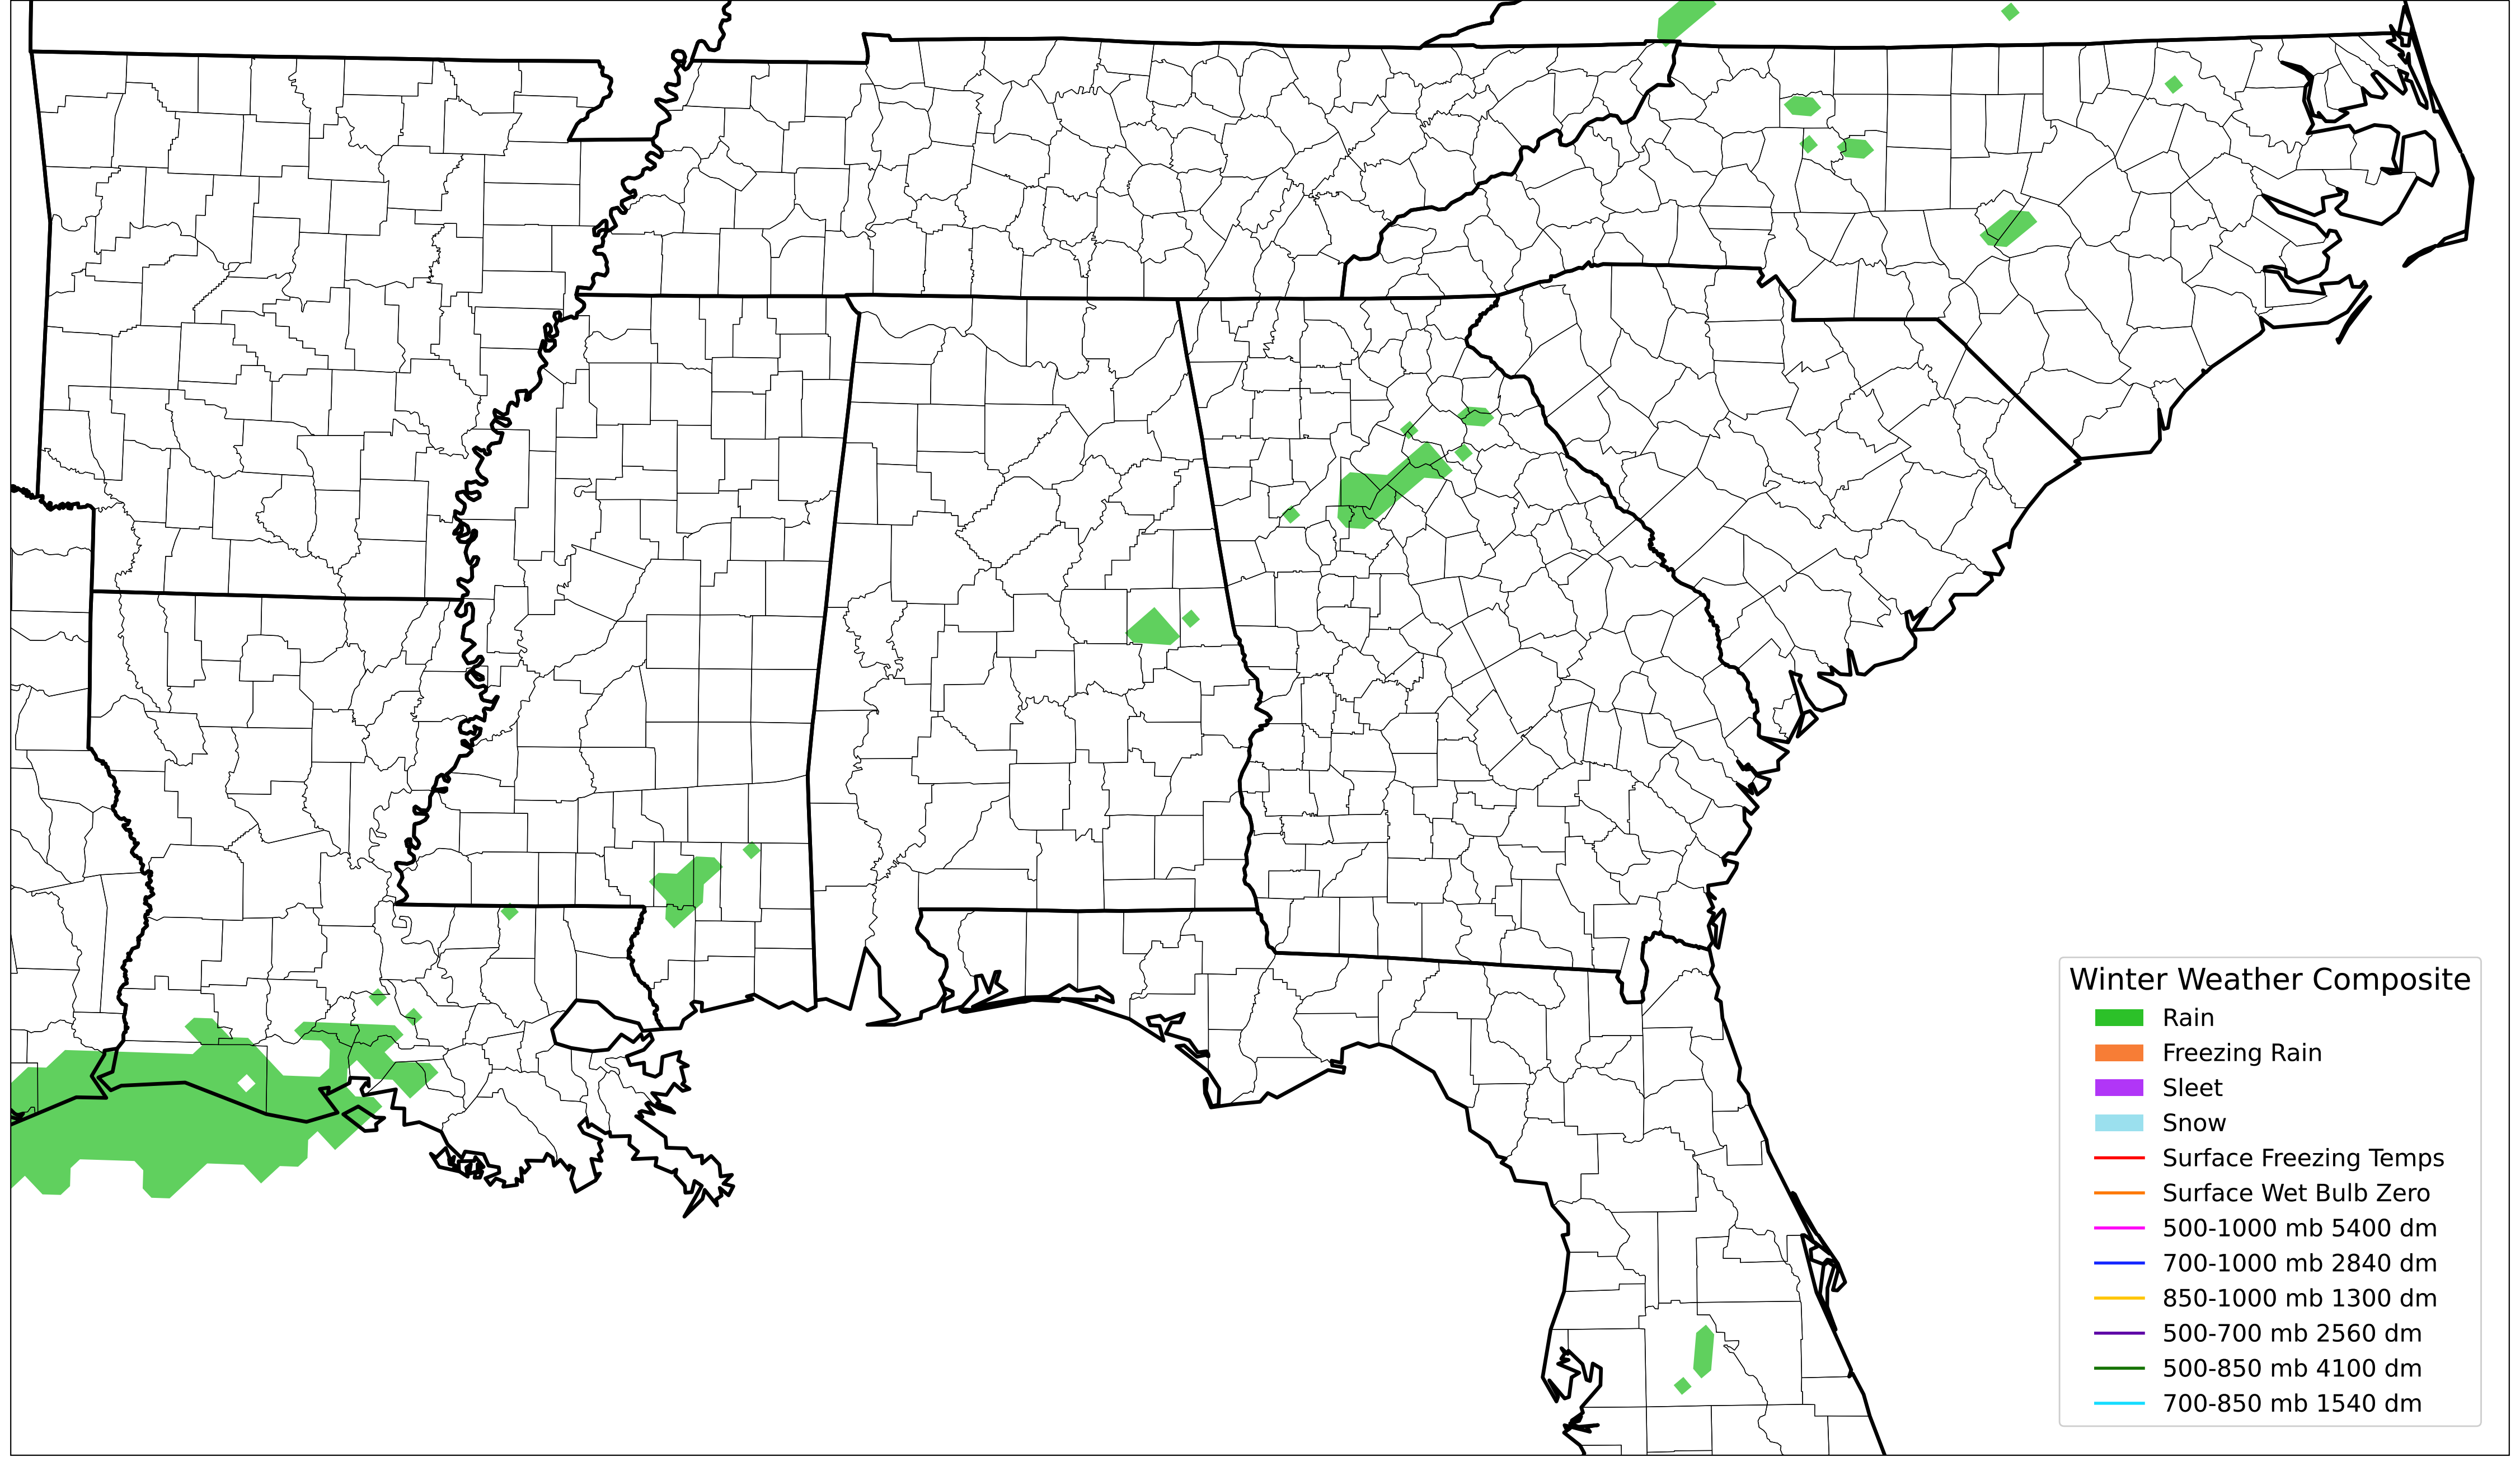 Winter Weather Composite
Rain
Freezing Rain
Sleet
Snow
Surface Freezing Temps
Surface Wet Bulb Zero
500-1000 mb 5400 dm
700-1000 mb 2840 dm
850-1000 mb 1300 dm
500-700 mb 2560 dm
500-850 mb 4100 dm
700-850 mb 1540 dm